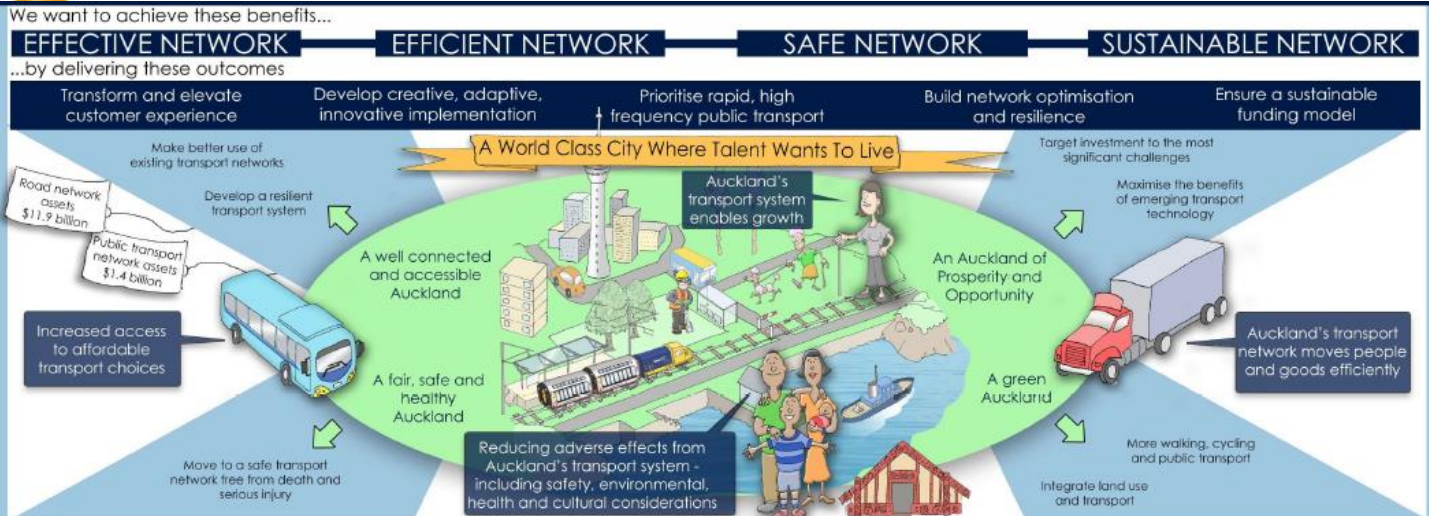 We want to achieve these benefits...
EFFECTIVE NETWORK
EFFICIENT NETWORK
SAFE NETWORK
SUSTAINABLE NETWORK
...by delivering these outcomes
Transform and elevate
customer experience
Develop creative, adaptive,
innovative implementation
Prioritise rapid, high
frequency public transport
Build network optimisation
and resilience
Ensure a sustainable
funding model
Make better use of
existing transport networks
Develop a resilient
transport system
Road network
assets
$11.9 billion
Public transport
network assets
$1.4 billion
Increased access
to affordable
transport choices
Move to a safe transport
network free from death and
serious injury
A World Class City Where Talent Wants To Live
Auckland's
transport system
enables growth
A well connected
and accessible
Auckland
A fair, safe and
healthy
Auckland
An Auckland of
Prosperity and
Opportunity
A green
Auckland
Reducing adverse effects from
Auckland's transport system -
including safety, environmental,
health and cultural considerations
Target investment to the most
significant challenges
Maximise the benefits
of emerging transport
technology
Auckland's transport
network moves people
and goods efficiently
More walking, cycling
and public transport
Integrate land use
and transport